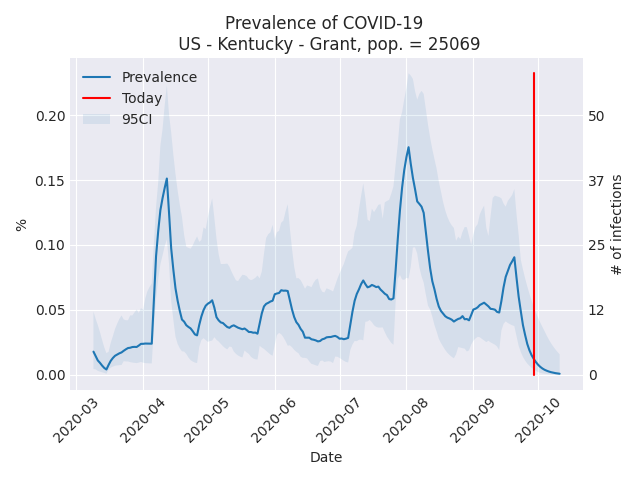 Prevalence of COVID-19
US - Kentucky - Grant, pop. = 25069
Prevalence
Today
95CI
0.20
0.15
0.10
0.05
0.00
%
50
37
25
12
0
# of infections
2020-03
2020-04
2020-05
2020-06
2020-07
2020-08
2020-09
2020-10
Date